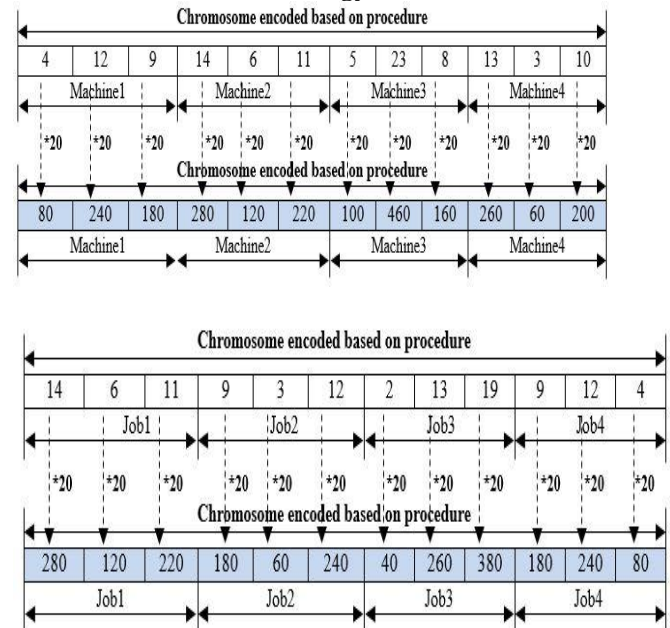 Chromosome encoded based on procedure
4 12 9 14 6 11 5 23 8 13 3 10
Machine1 Machine2 Machine3 Machine4
*20 *20 *20 *20 *20 *20 *20 *20 *20 *20 *20 *20
Chromosome encoded based on procedure
80 240 180 280 120 220 100 460 160 260 60 200
Machine1 Machine2 Machine3 Machine4
Chromosome encoded based on procedure
14 6 11 9 3 12 2 13 19 9 12 4
Job1 Job2 Job3 Job4
*20 *20 *20 *20 *20 *20 *20 *20 *20 *20 *20 *20
Chromosome encoded based on procedure
280 120 220 180 60 240 40 260 380 180 240 80
Job1 Job2 Job3 Job4